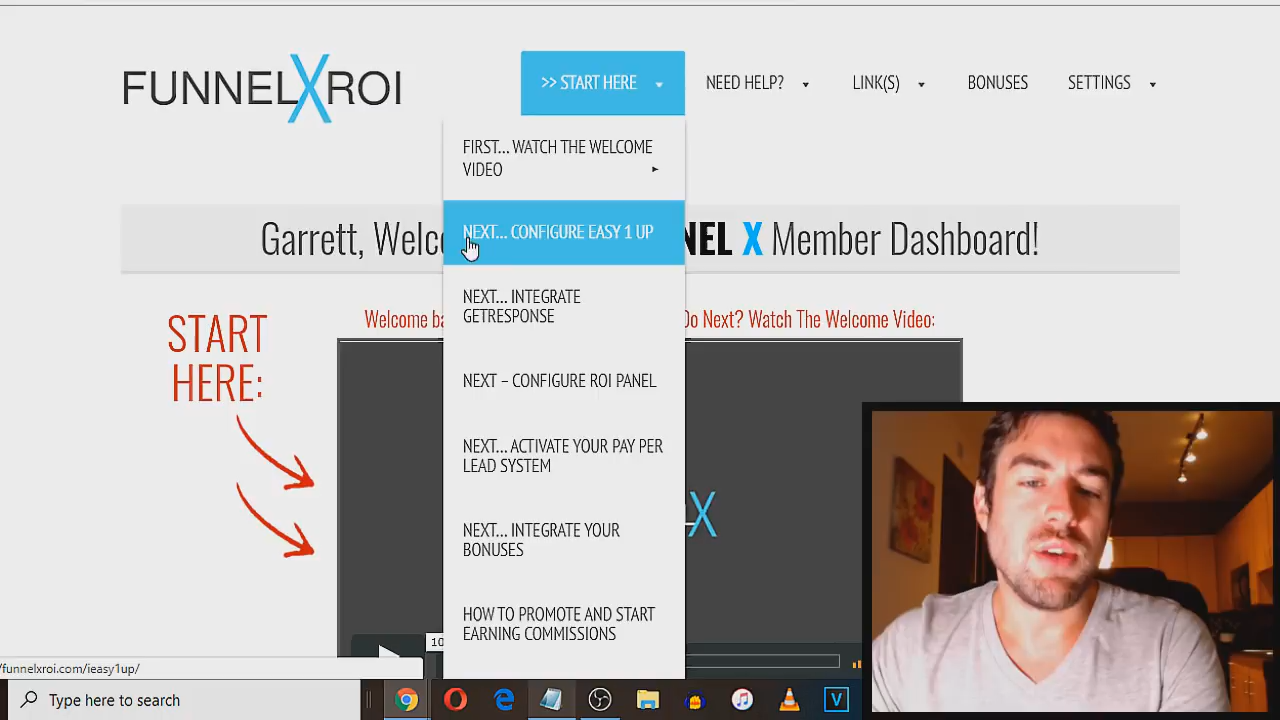 FUNNELXROI
>> START HERE
NEED HELP?
LINK(S)
BONUSES
SETTINGS
FIRST... WATCH THE WELCOME
VIDEO
NEXT... CONFIGURE EASY 1 UP
NEXT... INTEGRATE
GETRESPONSE
NEXT – CONFIGURE ROI PANEL
NEXT... ACTIVATE YOUR PAY PER
LEAD SYSTEM
NEXT... INTEGRATE YOUR
BONUSES
HOW TO PROMOTE AND START
EARNING COMMISSIONS
Garrett, Welc
NEL X Member Dashboard!
START
HERE:
Welcome ba
Do Next? Watch The Welcome Video:
X
10
/funnelxroi.com/ieasy1up/
Type here to search